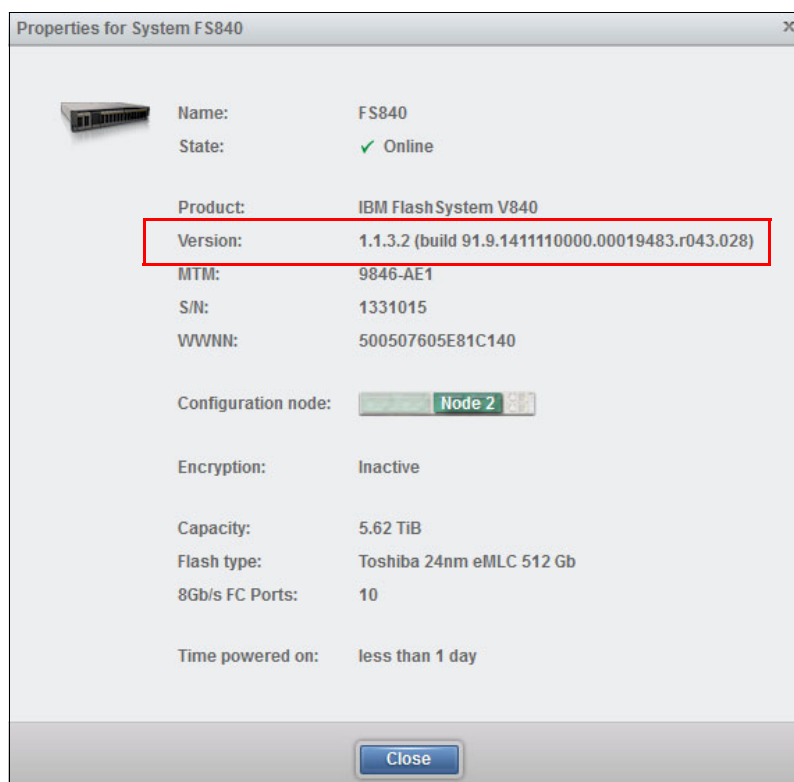 Properties for System FS840 x
Name: FS840
State: ✓ Online
Product: IBM FlashSystem V840
Version: 1.1.3.2 (build 91.9.1411110000.00019483.r043.028)
MTM: 9846-AE1
S/N: 1331015
WWNN: 500507605E81C140
Configuration node: Node 2
Encryption: Inactive
Capacity: 5.62 TiB
Flash type: Toshiba 24nm eMLC 512 Gb
8Gb/s FC Ports: 10
Time powered on: less than 1 day
Close